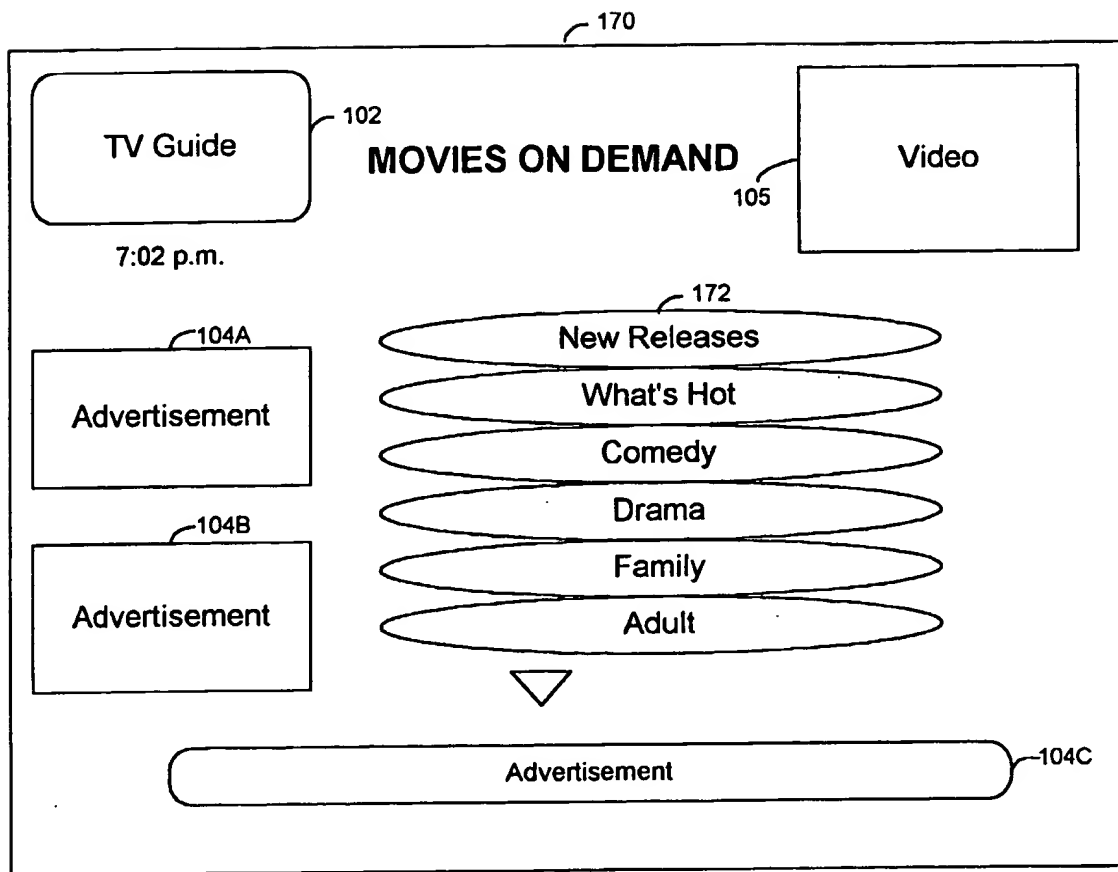 170
TV Guide
102
MOVIES ON DEMAND
Video
105
7:02 p.m.
172
New Releases
104A
Advertisement
What's Hot
Comedy
Drama
104B
Advertisement
Family
Adult
Advertisement
104C